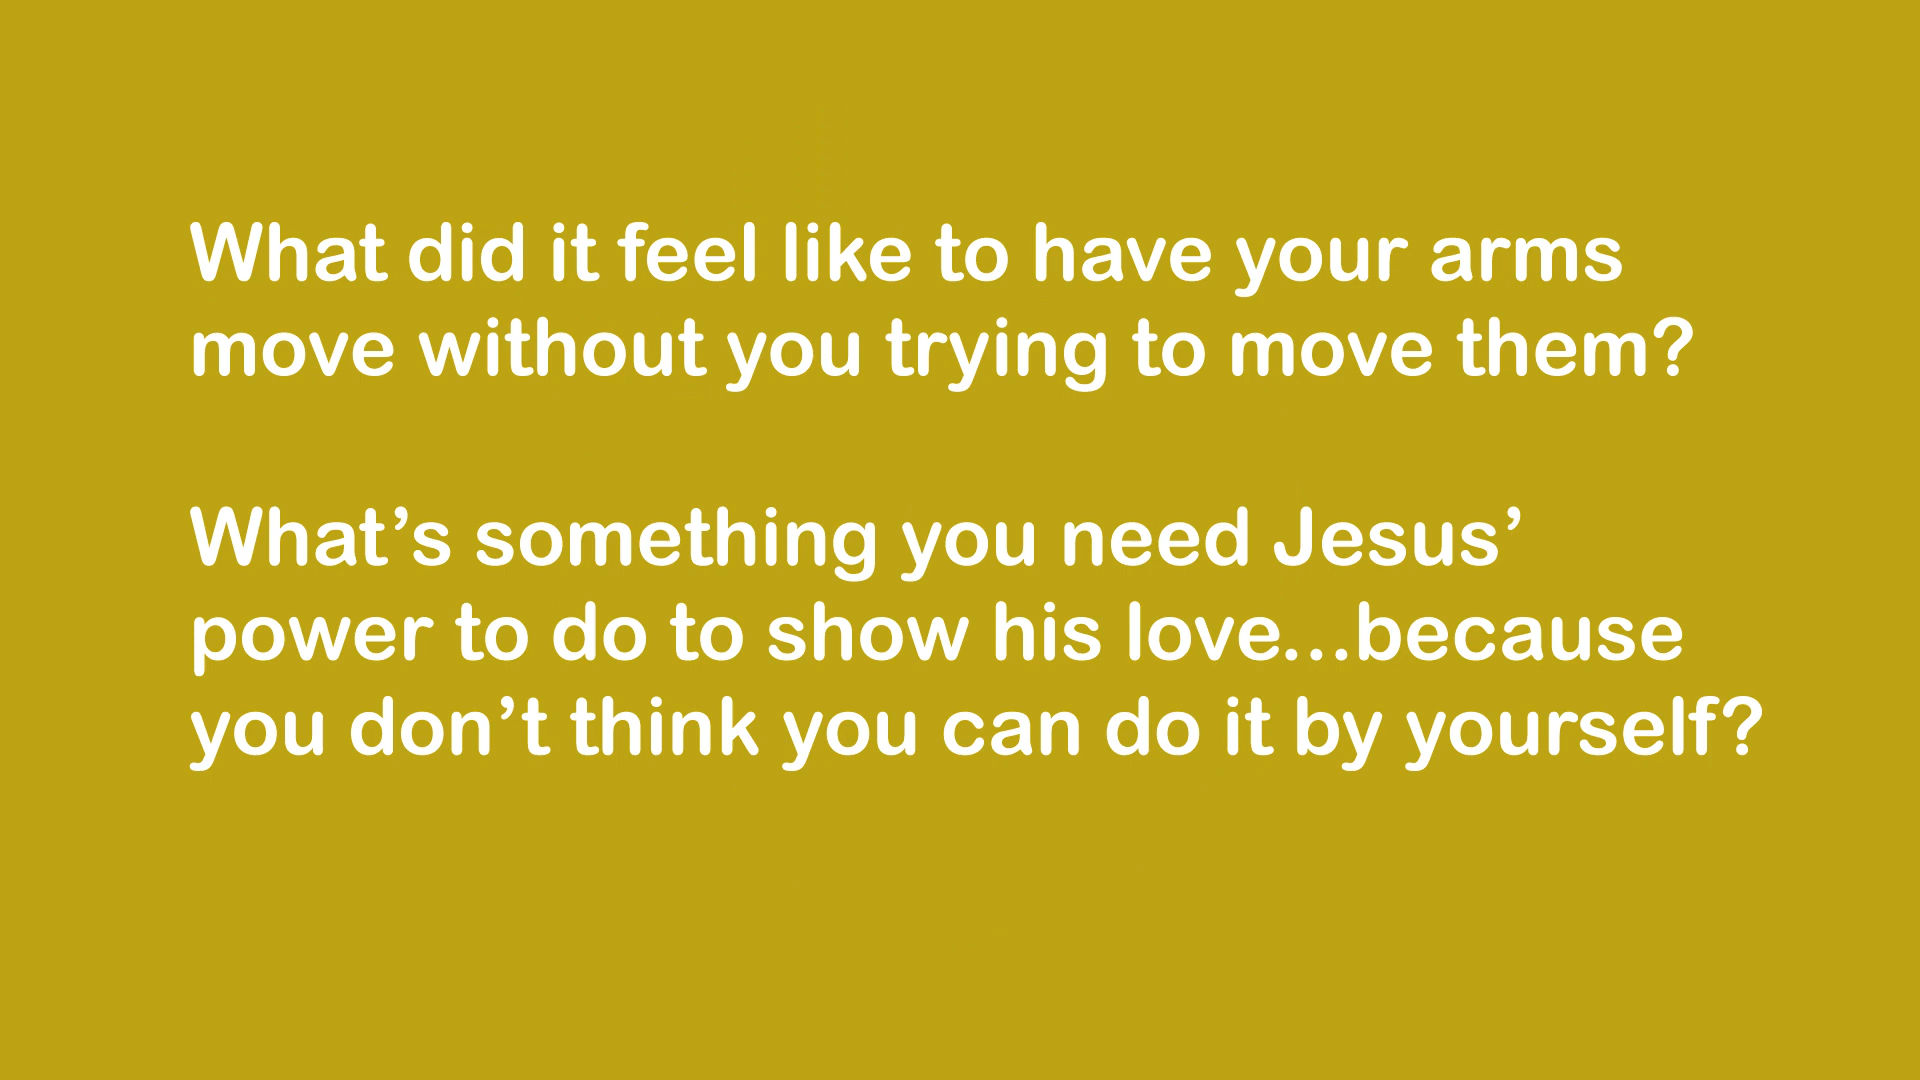 What did it feel like to have your arms
move without you trying to move them?
What’s something you need Jesus’
power to do to show his love...because
you don’t think you can do it by yourself?